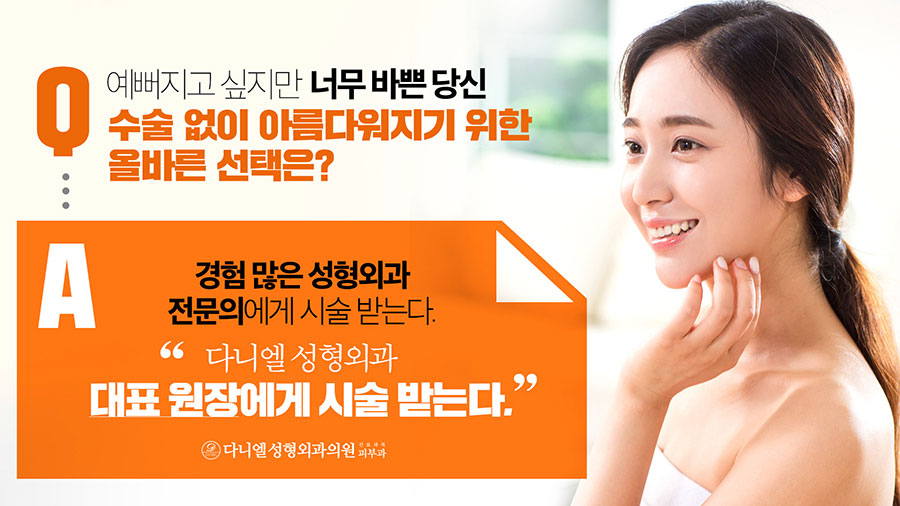 Q
예뻐지고 싶지만 너무 바쁜 당신
수술 없이 아름다워지기 위한
올바른 선택은?
A
경험 많은 성형외과
전문의에게 시술 받는다.
“ 다니엘 성형외과
대표 원장에게 시술 받는다.”
다니엘성형외과의원 진료과목 피부과